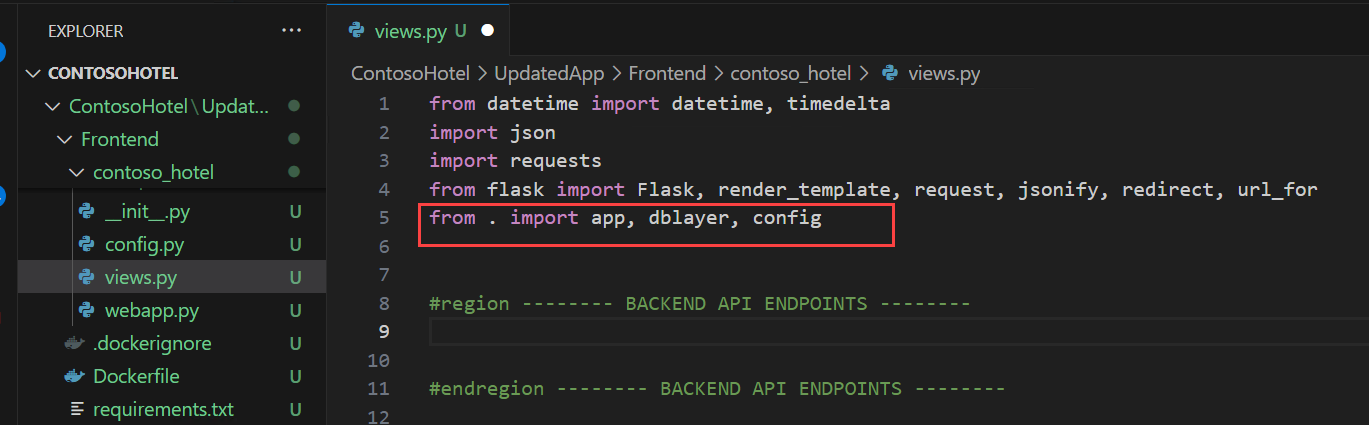 EXPLORER ...
CONTOSOHOTEL
ContosoHotel\Updat...
Frontend
contoso_hotel
__init__.py U
config.py U
views.py U
webapp.py U
.dockerignore U
Dockerfile U
requirements.txt U
views.py U
ContosoHotel > UpdatedApp > Frontend > contoso_hotel > views.py
1 from datetime import datetime, timedelta
2 import json
3 import requests
4 from flask import Flask, render_template, request, jsonify, redirect, url_for
5 from . import app, dblayer, config
6
7
8 #region -------- BACKEND API ENDPOINTS --------
9
10
11 #endregion -------- BACKEND API ENDPOINTS --------
12